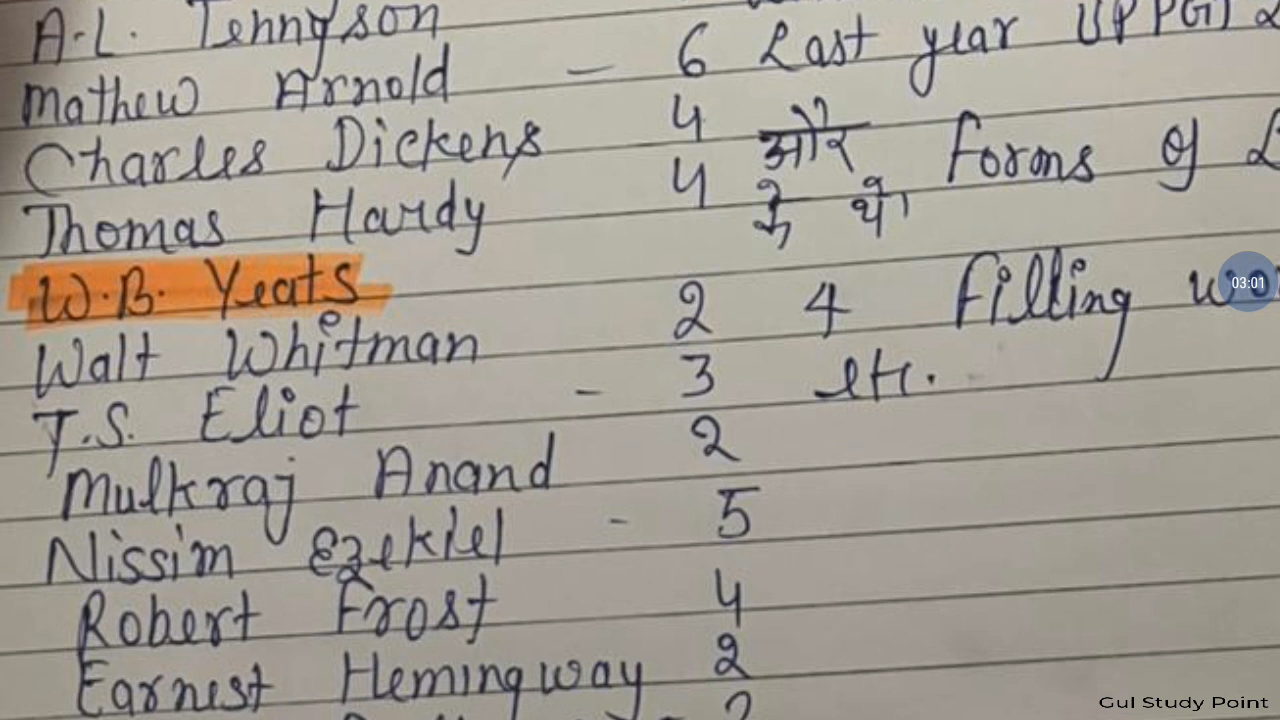 A.L. Tennyson
Mathew Arnold — 6 Last year UP PGT
Charles Dickens 4 और Forms of
Thomas Hardy 4 के थे।
W.B. Yeats
Walt Whitman 2 4 Filling
T.S. Eliot - 3 etc.
Mulkraj Anand 2
Nissim Ezekiel - 5
Robert Frost 4
Earnest Hemingway 2
03:01
Gul Study Point